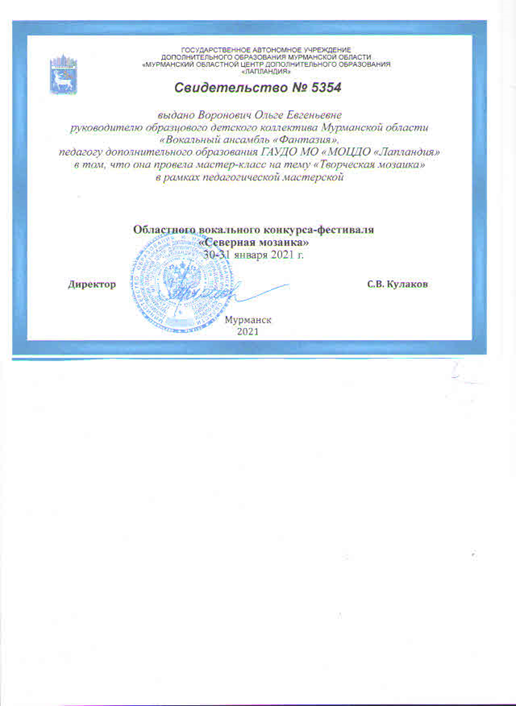 ГОСУДАРСТВЕННОЕ АВТОНОМНОЕ УЧРЕЖДЕНИЕ
ДОПОЛНИТЕЛЬНОГО ОБРАЗОВАНИЯ МУРМАНСКОЙ ОБЛАСТИ
«МУРМАНСКИЙ ОБЛАСТНОЙ ЦЕНТР ДОПОЛНИТЕЛЬНОГО ОБРАЗОВАНИЯ
«ЛАПЛАНДИЯ»
Свидетельство № 5354
выдано Воронович Ольге Евгеньевне
руководителю образцового детского коллектива Мурманской области
«Вокальный ансамбль «Фантазия»,
педагогу дополнительного образования ГАУДО МО «МОЦДО «Лапландия»
в том, что она провела мастер-класс на тему «Творческая мозаика»
в рамках педагогической мастерской
Областного вокального конкурса-фестиваля
«Северная мозаика»
30-31 января 2021 г.
Директор С.В. Кулаков
Мурманск
2021